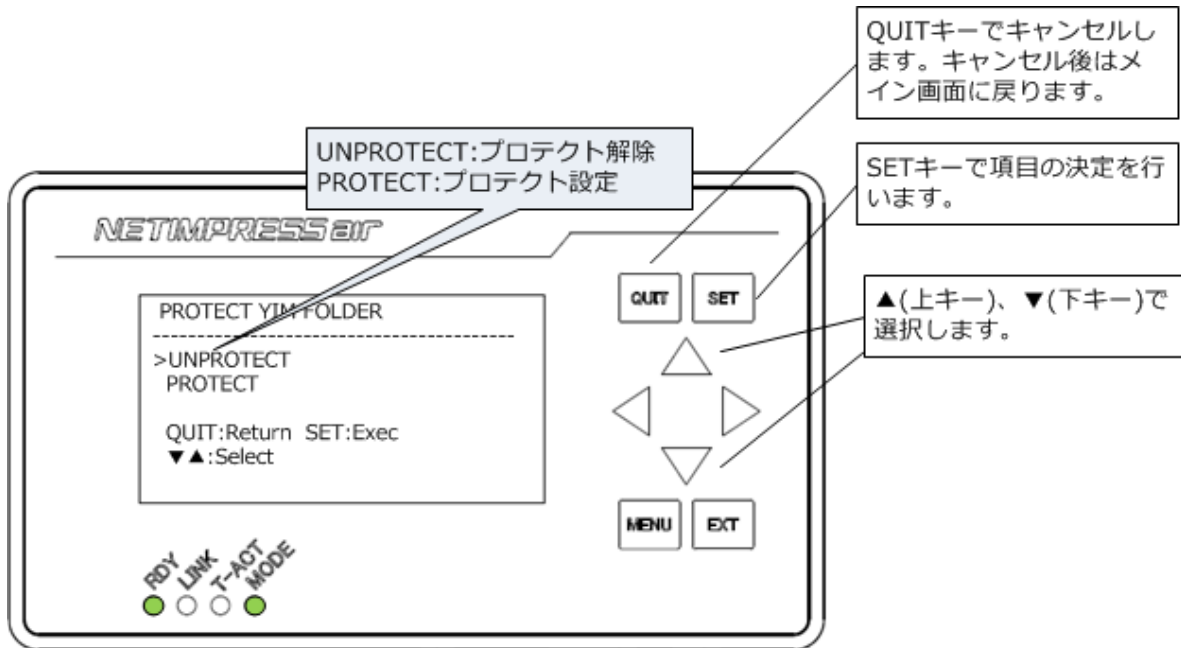 QUITキーでキャンセルし
ます。キャンセル後はメ
イン画面に戻ります。
UNPROTECT:プロテクト解除
PROTECT:プロテクト設定
SETキーで項目の決定を行
います。
NETIMPRESS air
QUIT SET
▲(上キー)、▼(下キー)で
選択します。
PROTECT YIM FOLDER
--------------------------------------------
>UNPROTECT
PROTECT
QUIT:Return SET:Exec
▼▲:Select
MENU EXT
RDY LINK T-ACT MODE